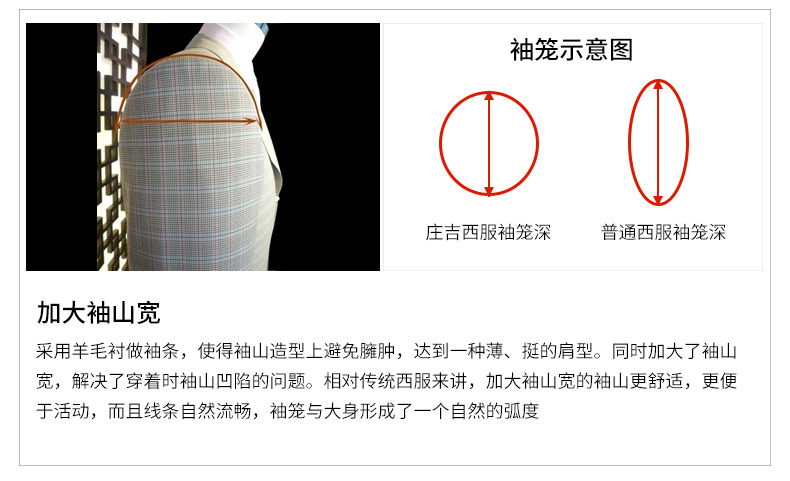 袖笼示意图
庄吉西服袖笼深
普通西服袖笼深
加大袖山宽
采用羊毛衬做袖条，使得袖山造型上避免臃肿，达到一种薄、挺的肩型。同时加大了袖山
宽，解决了穿着时袖山凹陷的问题。相对传统西服来讲，加大袖山宽的袖山更舒适，更便
于活动，而且线条自然流畅，袖笼与大身形成了一个自然的弧度